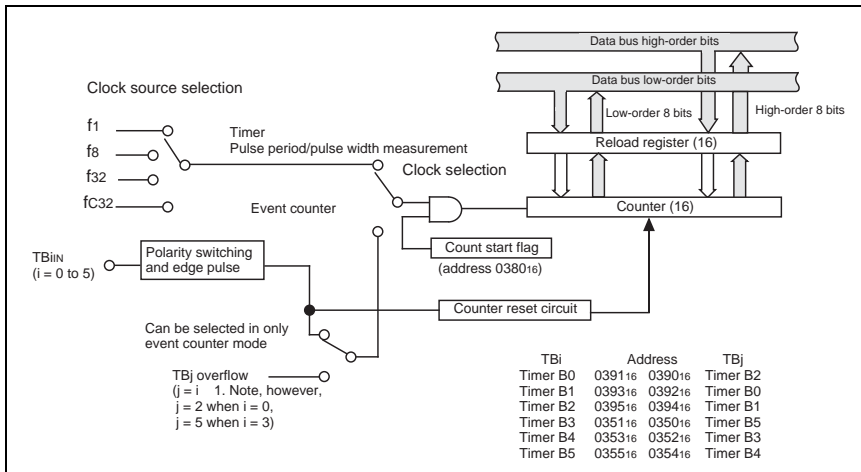 Data bus high-order bits
Data bus low-order bits
Clock source selection
Low-order 8 bits
High-order 8 bits
f1
f8
f32
fC32
Timer
Pulse period/pulse width measurement
Reload register (16)
Clock selection
Event counter
Counter (16)
Count start flag
(address 038016)
TBiIN
(i = 0 to 5)
Polarity switching
and edge pulse
Counter reset circuit
Can be selected in only
event counter mode
TBj overflow
(j = i 1. Note, however,
j = 2 when i = 0,
j = 5 when i = 3)
TBi Address TBj
Timer B0 039116 039016 Timer B2
Timer B1 039316 039216 Timer B0
Timer B2 039516 039416 Timer B1
Timer B3 035116 035016 Timer B5
Timer B4 035316 035216 Timer B3
Timer B5 035516 035416 Timer B4